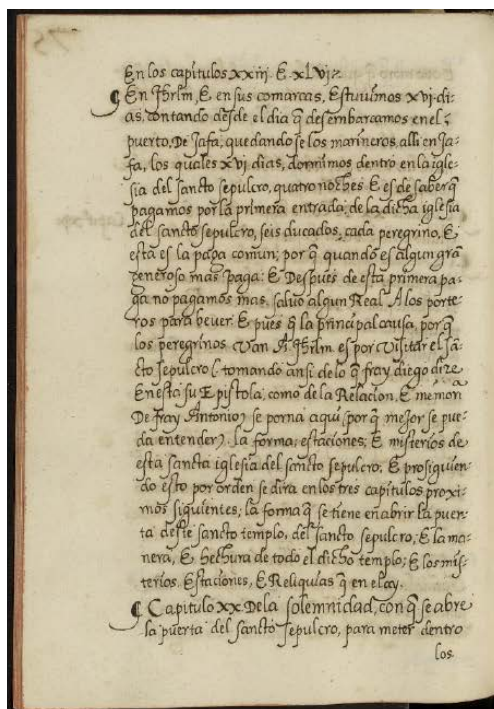 En los capitulos xxiij. E. xlvij.
¶ En Jhrlm, E en sus comarcas, Estuuimos xvi di-
as, contando desde el dia q̃ desembarcamos en el
puerto, De Jafa; quedando se los marineros, alli en Ja-
fa, los quales xvi dias, dormimos dentro en la igle-
sia del sancto sepulcro, quatro noches. E es de saber q̃
pagamos por la primera entrada, de la dicha iglesia
del sancto sepulcro, seis ducados, cada peregrino, E
esta es la paga comun; por q̃ quando es algun grã
generoso mas paga: E Despues de esta primera pa-
ga no pagamos mas, saluo algun Real A los porte-
ros para beuer. E pues q̃ la principal causa, por q̃
los peregrinos van A Jhrlm. es por visitar el sã-
cto sepulcro (tomando ansi de lo q̃ fray diego dize
En esta su Epistola, como de la Relacion, E memoria
De fray Antonio) se porna aqui (por q̃ mejor se pue-
da entender) la forma, estaciones, E misterios de
esta sancta iglesia del sancto sepulcro, E prosiguien-
do esto por orden se dira en los tres capitulos proxi-
mos siguientes; la forma q̃ se tiene en abrir la puer-
ta deste sancto templo, del sancto sepulcro; E la ma-
nera, E hechura de todo el dicho templo; E los mis-
terios, Estaciones, E Reliquias q̃ en el ay.
¶ Capitulo XX De la solemnidad, con q̃ se abre
la puerta del sancto sepulcro, para meter dentro
los